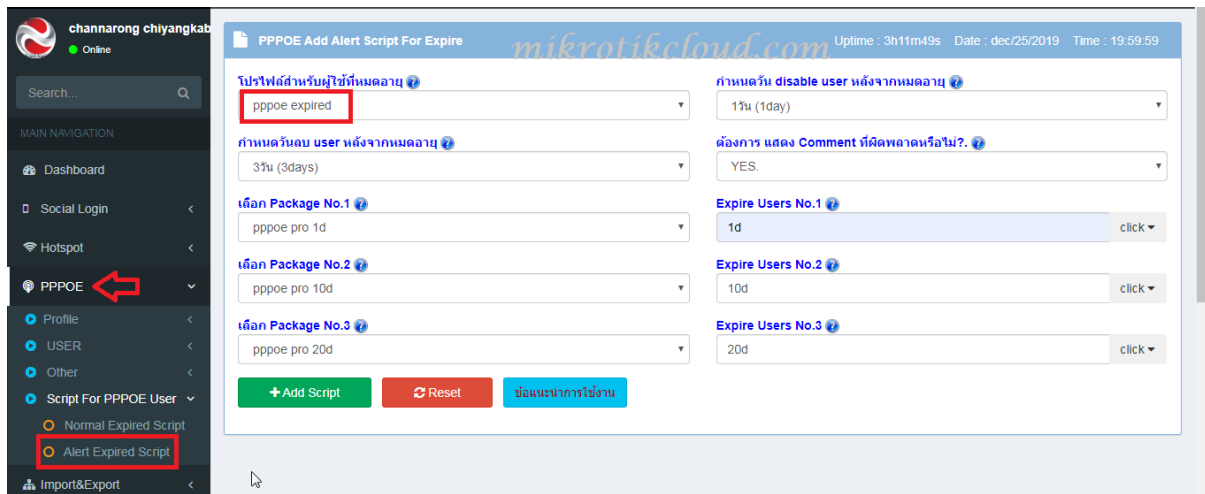 channarong chiyangkab
Online
Search...
MAIN NAVIGATION
Dashboard
Social Login
Hotspot
PPPOE
Profile
USER
Other
Script For PPPOE User
Normal Expired Script
Alert Expired Script
Import&Export
PPPOE Add Alert Script For Expire
mikrotikcloud.com
Uptime : 3h11m49s Date : dec/25/2019 Time : 19:59:59
โปรไฟล์สำหรับผู้ใช้ที่หมดอายุ
pppoe expired
กำหนดวัน disable user หลังจากหมดอายุ
1วัน (1day)
กำหนดวันลบ user หลังจากหมดอายุ
3วัน (3days)
ต้องการ แสดง Comment ที่ผิดพลาดหรือไม่?.
YES.
เลือก Package No.1
pppoe pro 1d
Expire Users No.1
1d click
เลือก Package No.2
pppoe pro 10d
Expire Users No.2
10d click
เลือก Package No.3
pppoe pro 20d
Expire Users No.3
20d click
Add Script Reset ข้อแนะนำการใช้งาน